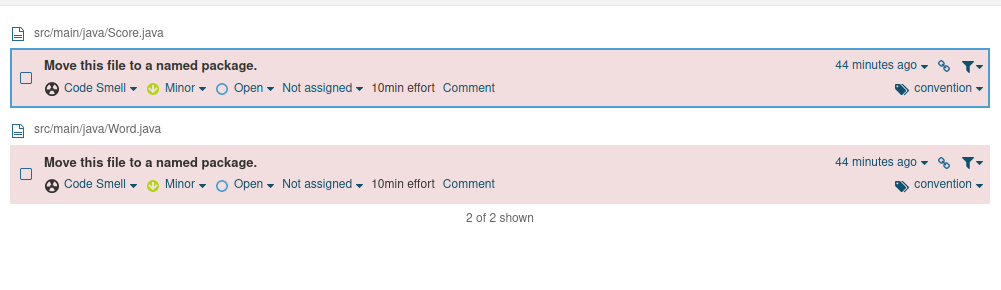 src/main/java/Score.java
Move this file to a named package. 44 minutes ago
Code Smell Minor Open Not assigned 10min effort Comment convention
src/main/java/Word.java
Move this file to a named package. 44 minutes ago
Code Smell Minor Open Not assigned 10min effort Comment convention
2 of 2 shown